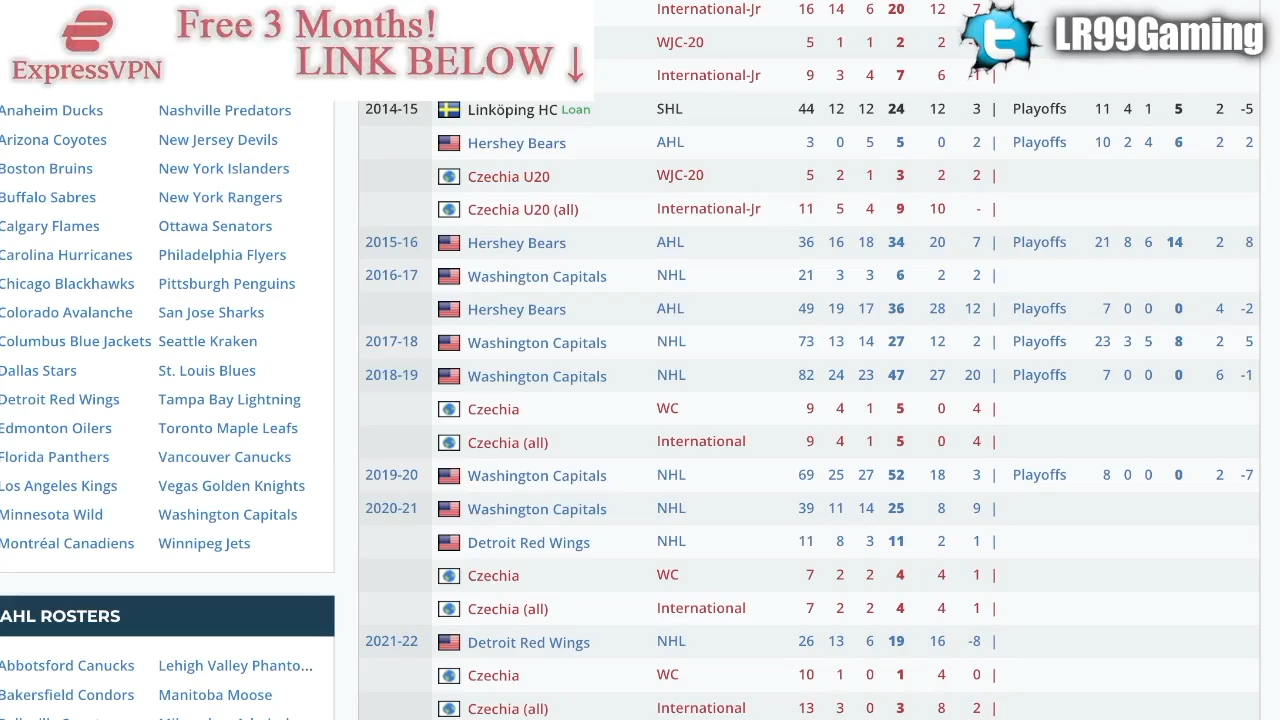 ExpressVPN
Free 3 Months!
LINK BELOW ↓
LR99Gaming
International-Jr 16 14 6 20 12 7
WJC-20 5 1 1 2 2
International-Jr 9 3 4 7 6 -1 |
2014-15 Linköping HC Loan SHL 44 12 12 24 12 3 | Playoffs 11 4 1 5 2 -5
Hershey Bears AHL 3 0 5 5 0 2 | Playoffs 10 2 4 6 2 2
Czechia U20 WJC-20 5 2 1 3 2 2 |
Czechia U20 (all) International-Jr 11 5 4 9 10 - |
2015-16 Hershey Bears AHL 36 16 18 34 20 7 | Playoffs 21 8 6 14 2 8
2016-17 Washington Capitals NHL 21 3 3 6 2 2 |
Hershey Bears AHL 49 19 17 36 28 12 | Playoffs 7 0 0 0 4 -2
2017-18 Washington Capitals NHL 73 13 14 27 12 2 | Playoffs 23 3 5 8 2 5
2018-19 Washington Capitals NHL 82 24 23 47 27 20 | Playoffs 7 0 0 0 6 -1
Czechia WC 9 4 1 5 0 4 |
Czechia (all) International 9 4 1 5 0 4 |
2019-20 Washington Capitals NHL 69 25 27 52 18 3 | Playoffs 8 0 0 0 2 -7
2020-21 Washington Capitals NHL 39 11 14 25 8 9 |
Detroit Red Wings NHL 11 8 3 11 2 1 |
Czechia WC 7 2 2 4 4 1 |
Czechia (all) International 7 2 2 4 4 1 |
2021-22 Detroit Red Wings NHL 26 13 6 19 16 -8 |
Czechia WC 10 1 0 1 4 0 |
Czechia (all) International 13 3 0 3 8 2 |
Anaheim Ducks Nashville Predators
Arizona Coyotes New Jersey Devils
Boston Bruins New York Islanders
Buffalo Sabres New York Rangers
Calgary Flames Ottawa Senators
Carolina Hurricanes Philadelphia Flyers
Chicago Blackhawks Pittsburgh Penguins
Colorado Avalanche San Jose Sharks
Columbus Blue Jackets Seattle Kraken
Dallas Stars St. Louis Blues
Detroit Red Wings Tampa Bay Lightning
Edmonton Oilers Toronto Maple Leafs
Florida Panthers Vancouver Canucks
Los Angeles Kings Vegas Golden Knights
Minnesota Wild Washington Capitals
Montréal Canadiens Winnipeg Jets
AHL ROSTERS
Abbotsford Canucks Lehigh Valley Phanto...
Bakersfield Condors Manitoba Moose